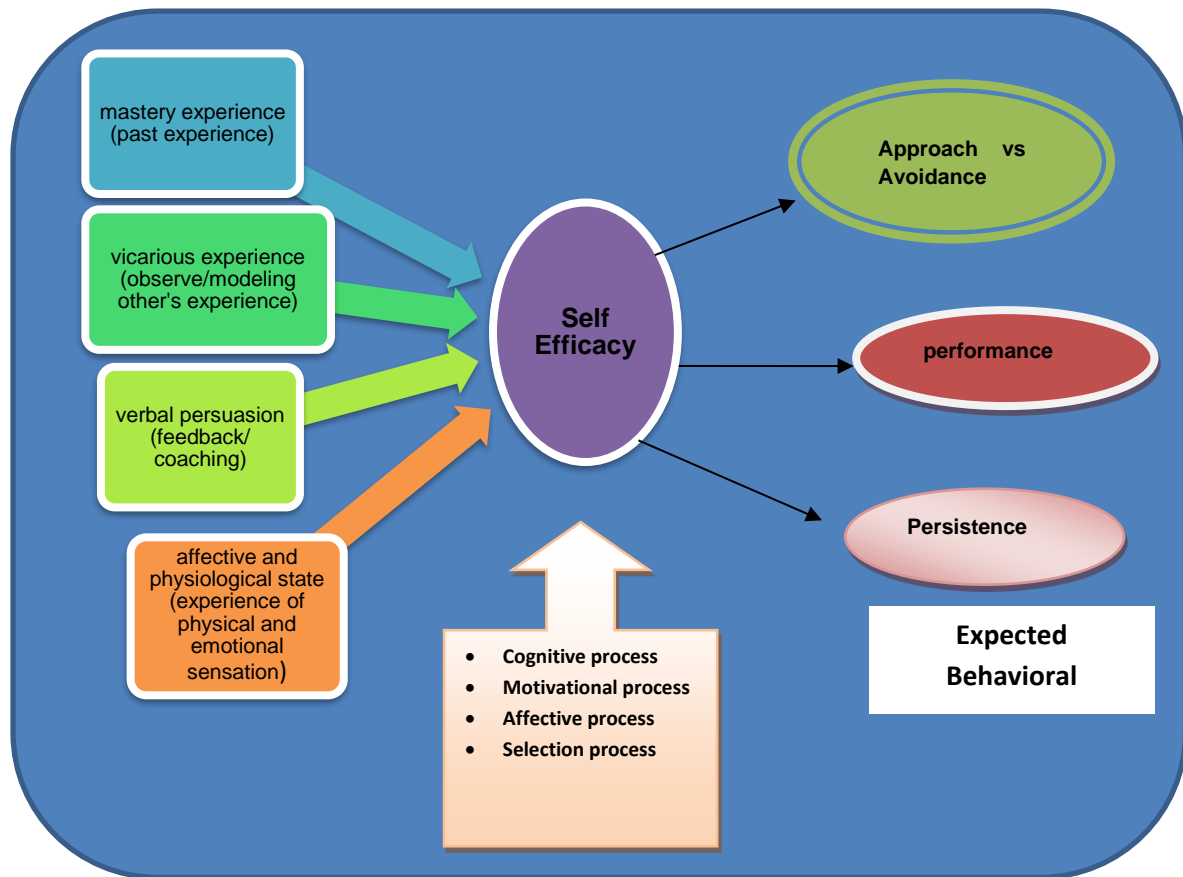 mastery experience
(past experience)
vicarious experience
(observe/modeling
other's experience)
verbal persuasion
(feedback/
coaching)
affective and
physiological state
(experience of
physical and
emotional
sensation)
Self
Efficacy
• Cognitive process
• Motivational process
• Affective process
• Selection process
Approach vs
Avoidance
performance
Persistence
Expected
Behavioral